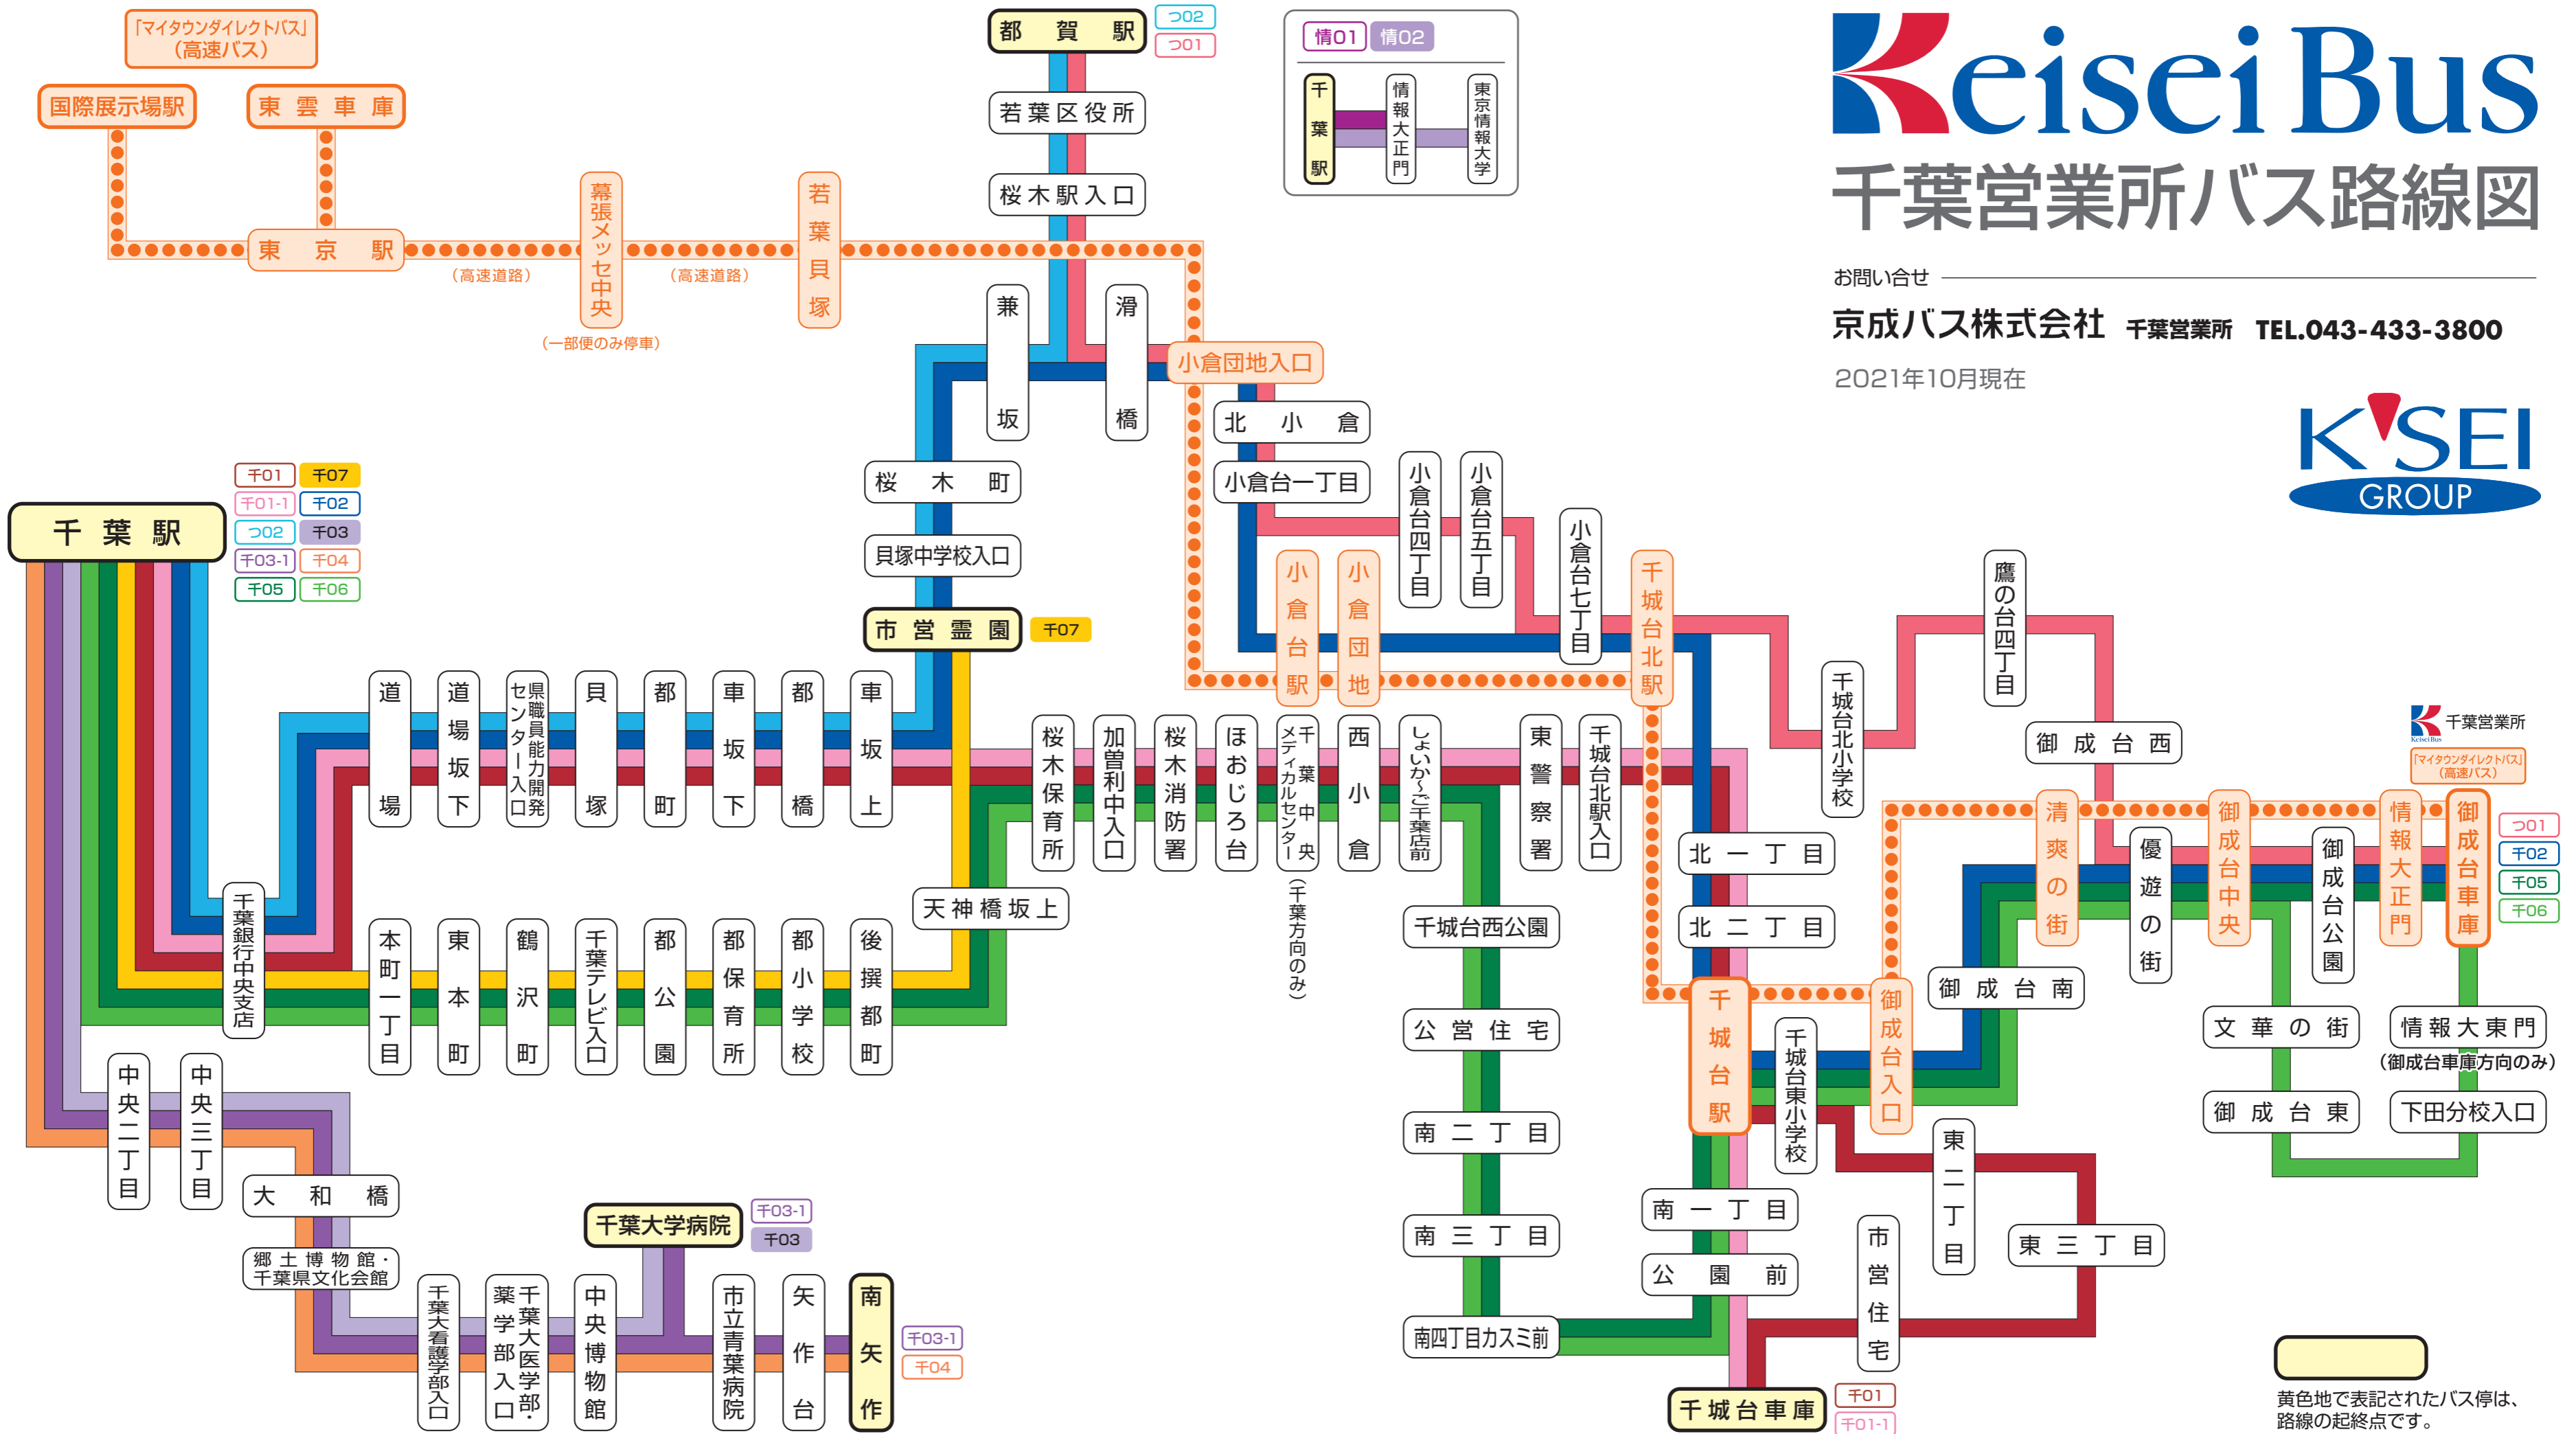 「マイタウンダイレクトバス」
（高速バス）
国際展示場駅
東雲車庫
東京駅
（高速道路）
幕張メッセ中央
（一部便のみ停車）
（高速道路）
若葉貝塚
都賀駅
つ02
つ01
若葉区役所
桜木駅入口
情01 情02
千葉駅
情報大正門
東京情報大学
Keisei Bus
千葉営業所バス路線図
お問い合せ
京成バス株式会社 千葉営業所 TEL.043-433-3800
2021年10月現在
K'SEI
GROUP
兼坂
滑橋
小倉団地入口
北小倉
小倉台一丁目
小倉台四丁目
小倉台五丁目
小倉台七丁目
小倉台駅
小倉団地
千城台北駅
千城台北小学校
鷹の台四丁目
御成台西
桜木町
貝塚中学校入口
市営霊園
千07
千葉駅
千01 千07
千01-1 千02
つ02 千03
千03-1 千04
千05 千06
千葉銀行中央支店
道場
道場坂下
県職員能力開発
センター入口
貝塚
都町
車坂下
都橋
車坂上
本町一丁目
東本町
鶴沢町
千葉テレビ入口
都公園
都保育所
都小学校
後撰都町
天神橋坂上
桜木保育所
加曽利中入口
桜木消防署
ほおじろ台
千葉中央
メディカルセンター
（千葉方向のみ）
西小倉
しょいか～ご千葉店前
東警察署
千城台北駅入口
北一丁目
北二丁目
千城台西公園
公営住宅
南二丁目
南三丁目
南四丁目カスミ前
千城台駅
千城台東小学校
御成台入口
御成台南
清爽の街
優遊の街
御成台中央
御成台公園
情報大正門
御成台車庫
Keisei Bus
千葉営業所
「マイタウンダイレクトバス」
（高速バス）
つ01
千02
千05
千06
文華の街
御成台東
情報大東門
（御成台車庫方向のみ）
下田分校入口
南一丁目
公園前
東二丁目
東三丁目
市営住宅
千城台車庫
千01
千01-1
中央二丁目
中央三丁目
大和橋
郷土博物館・
千葉県文化会館
千葉大看護学部入口
千葉大医学部・
薬学部入口
中央博物館
千葉大学病院
千03-1
千03
市立青葉病院
矢作台
南矢作
千03-1
千04
黄色地で表記されたバス停は、
路線の起終点です。